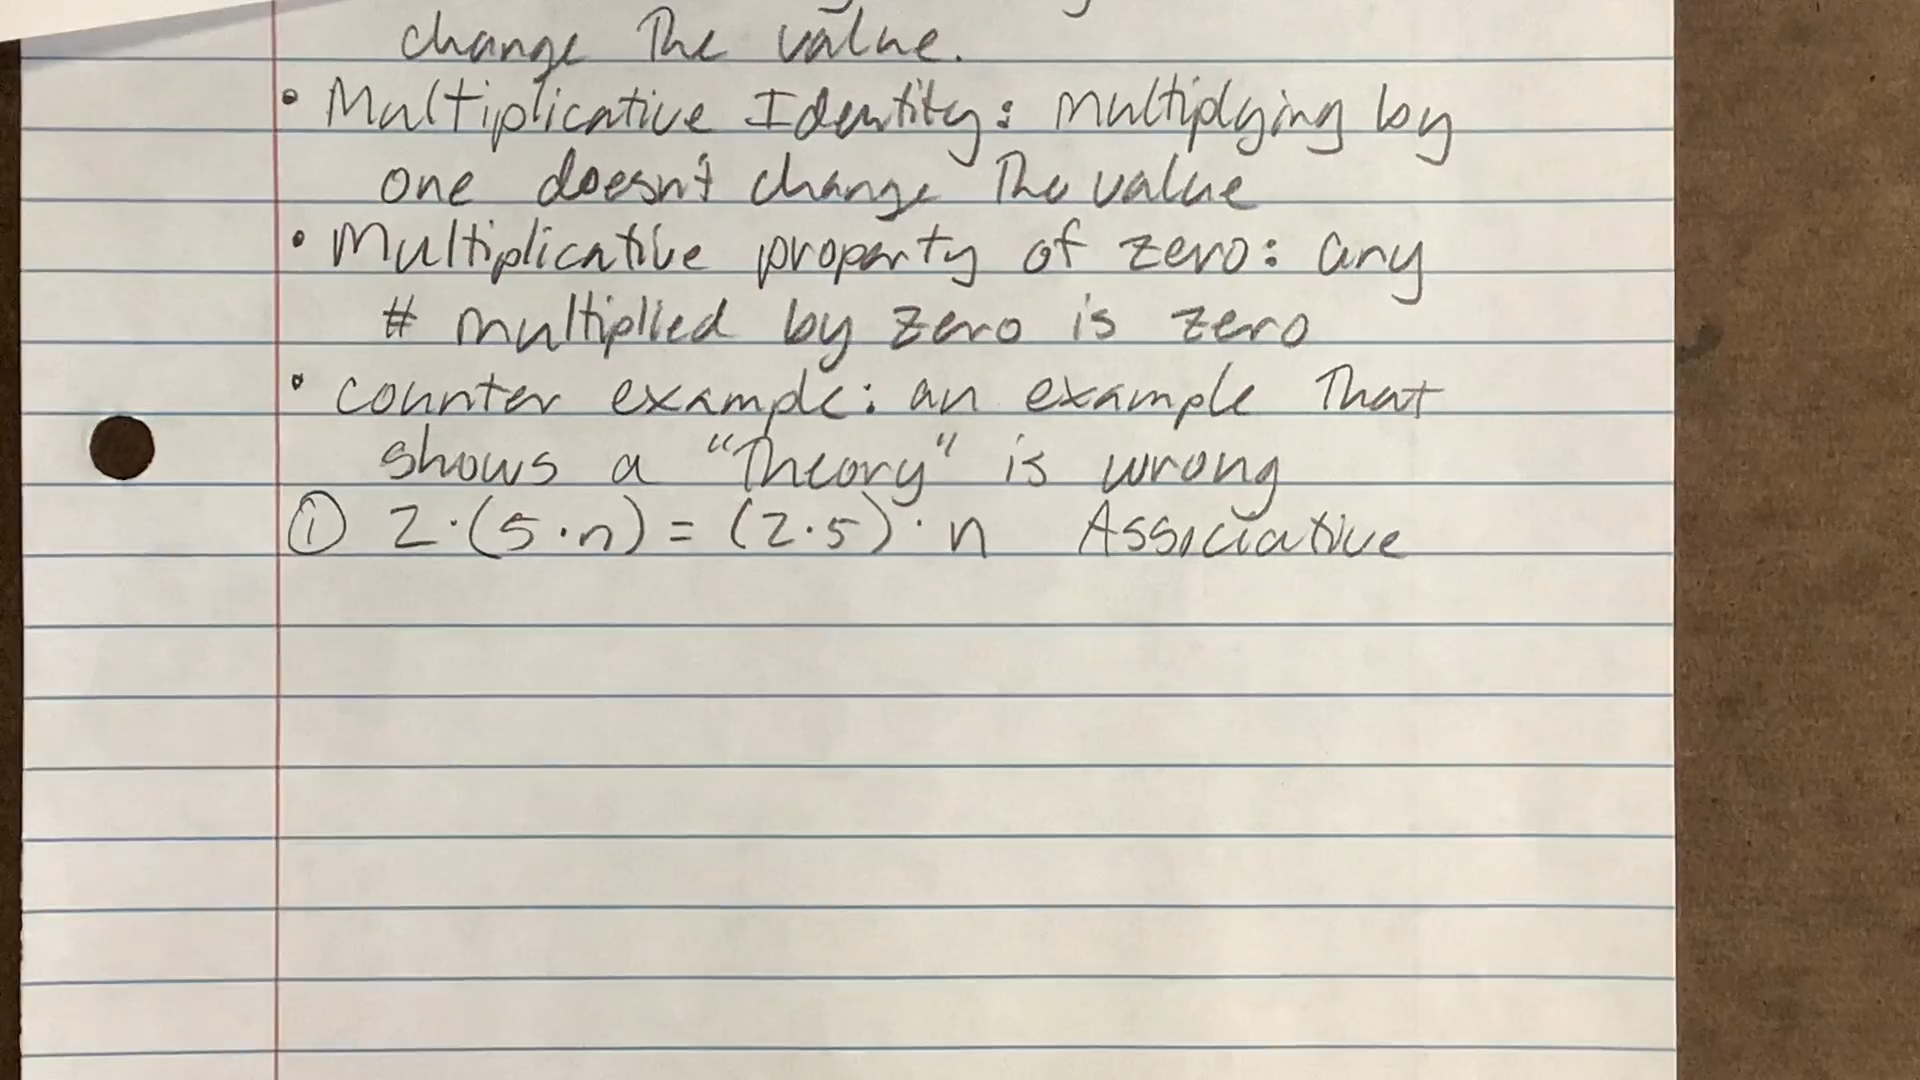 change The value.
• Multiplicative Identity: multiplying by
one doesn't change The value
• Multiplicative property of zero: any
# multiplied by zero is zero
• counter example: an example That
shows a "Theory" is wrong
① 2·(5·n) = (2·5)·n Associative